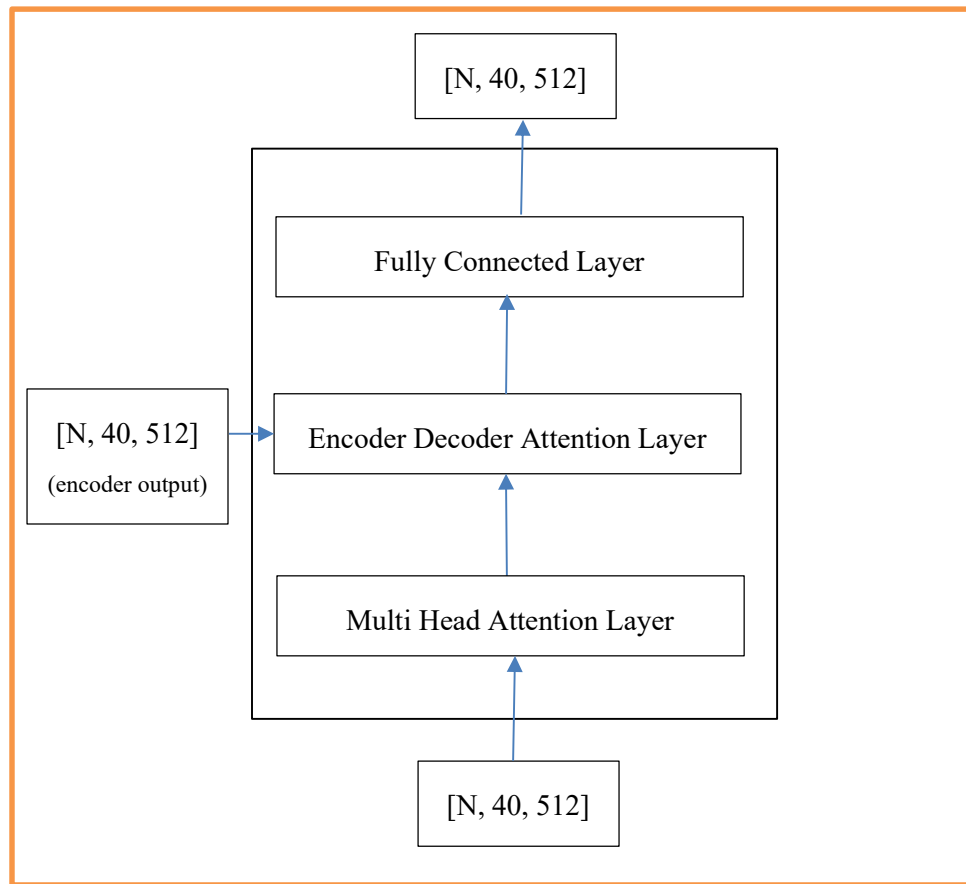 [N, 40, 512]
Fully Connected Layer
[N, 40, 512]
(encoder output)
Encoder Decoder Attention Layer
Multi Head Attention Layer
[N, 40, 512]